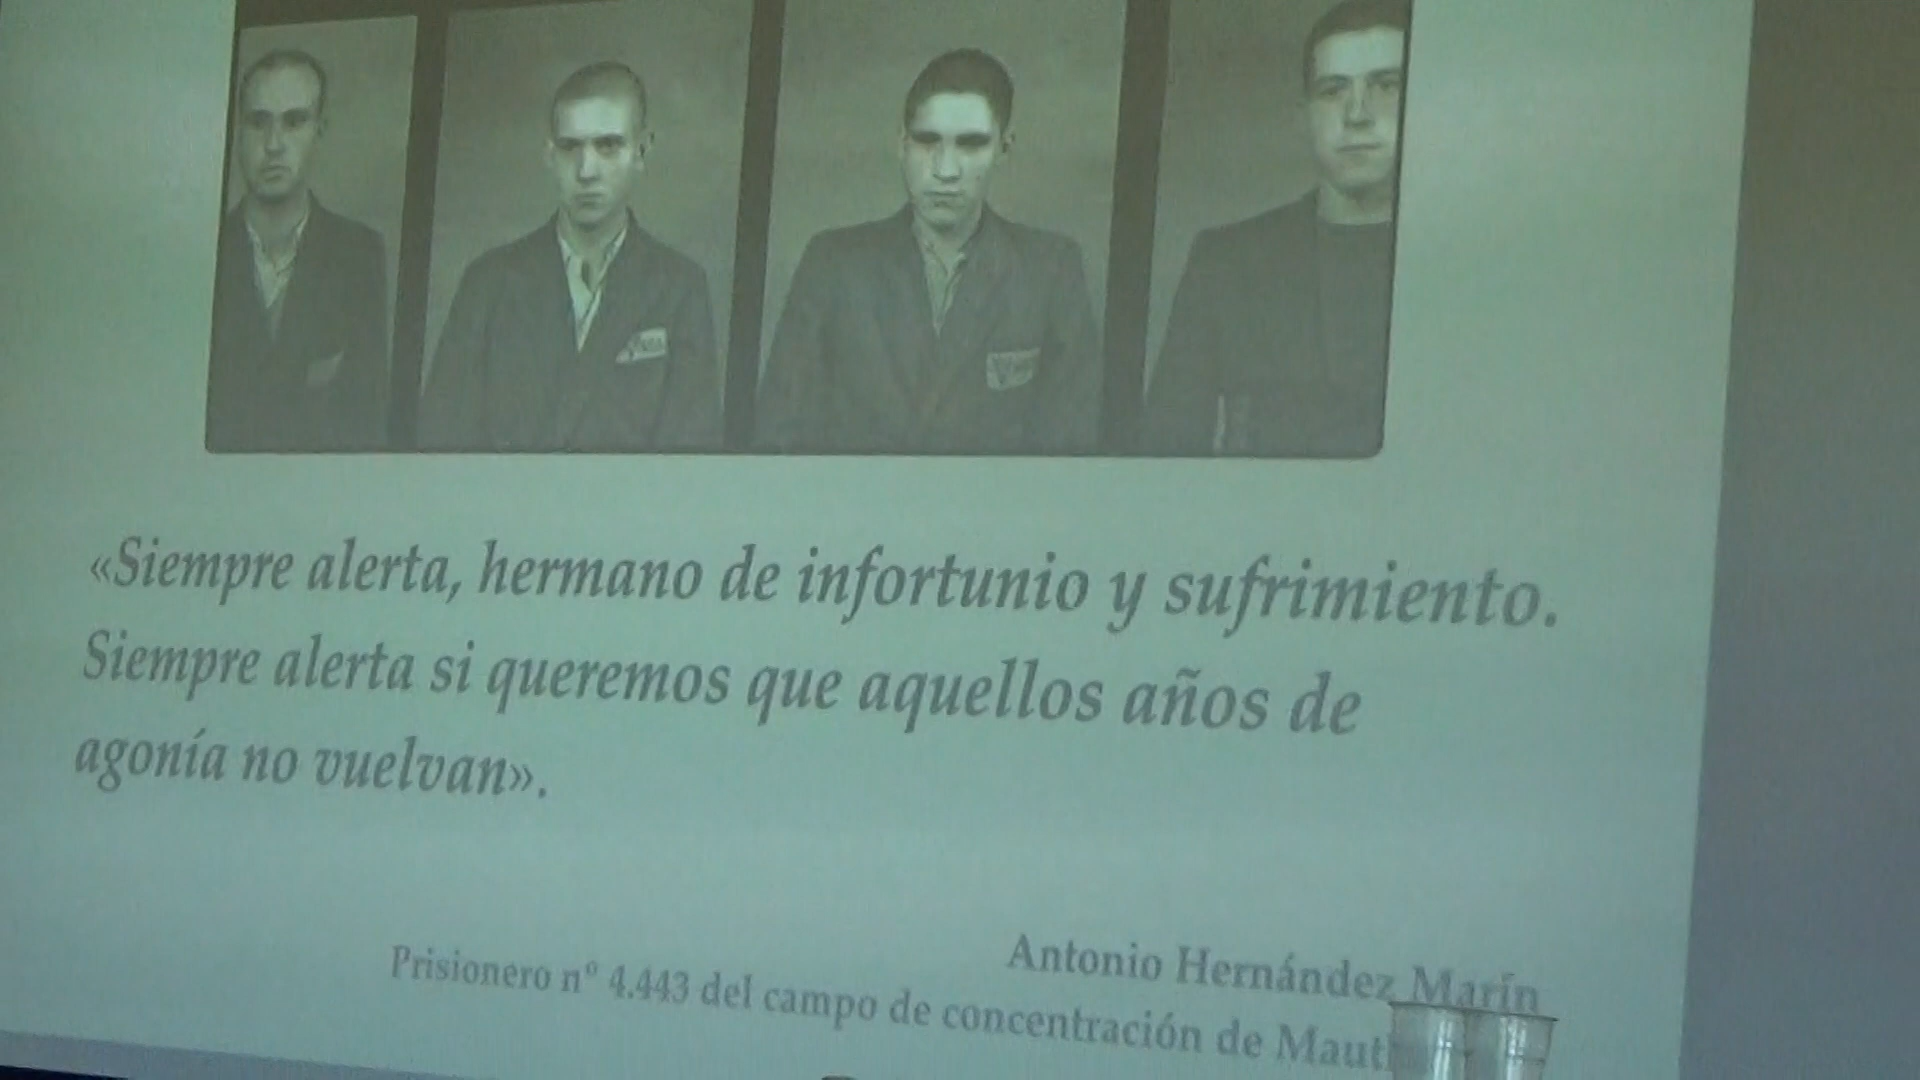 «Siempre alerta, hermano de infortunio y sufrimiento.
Siempre alerta si queremos que aquellos años de
agonía no vuelvan».
Antonio Hernández Marín
Prisionero nº 4.443 del campo de concentración de